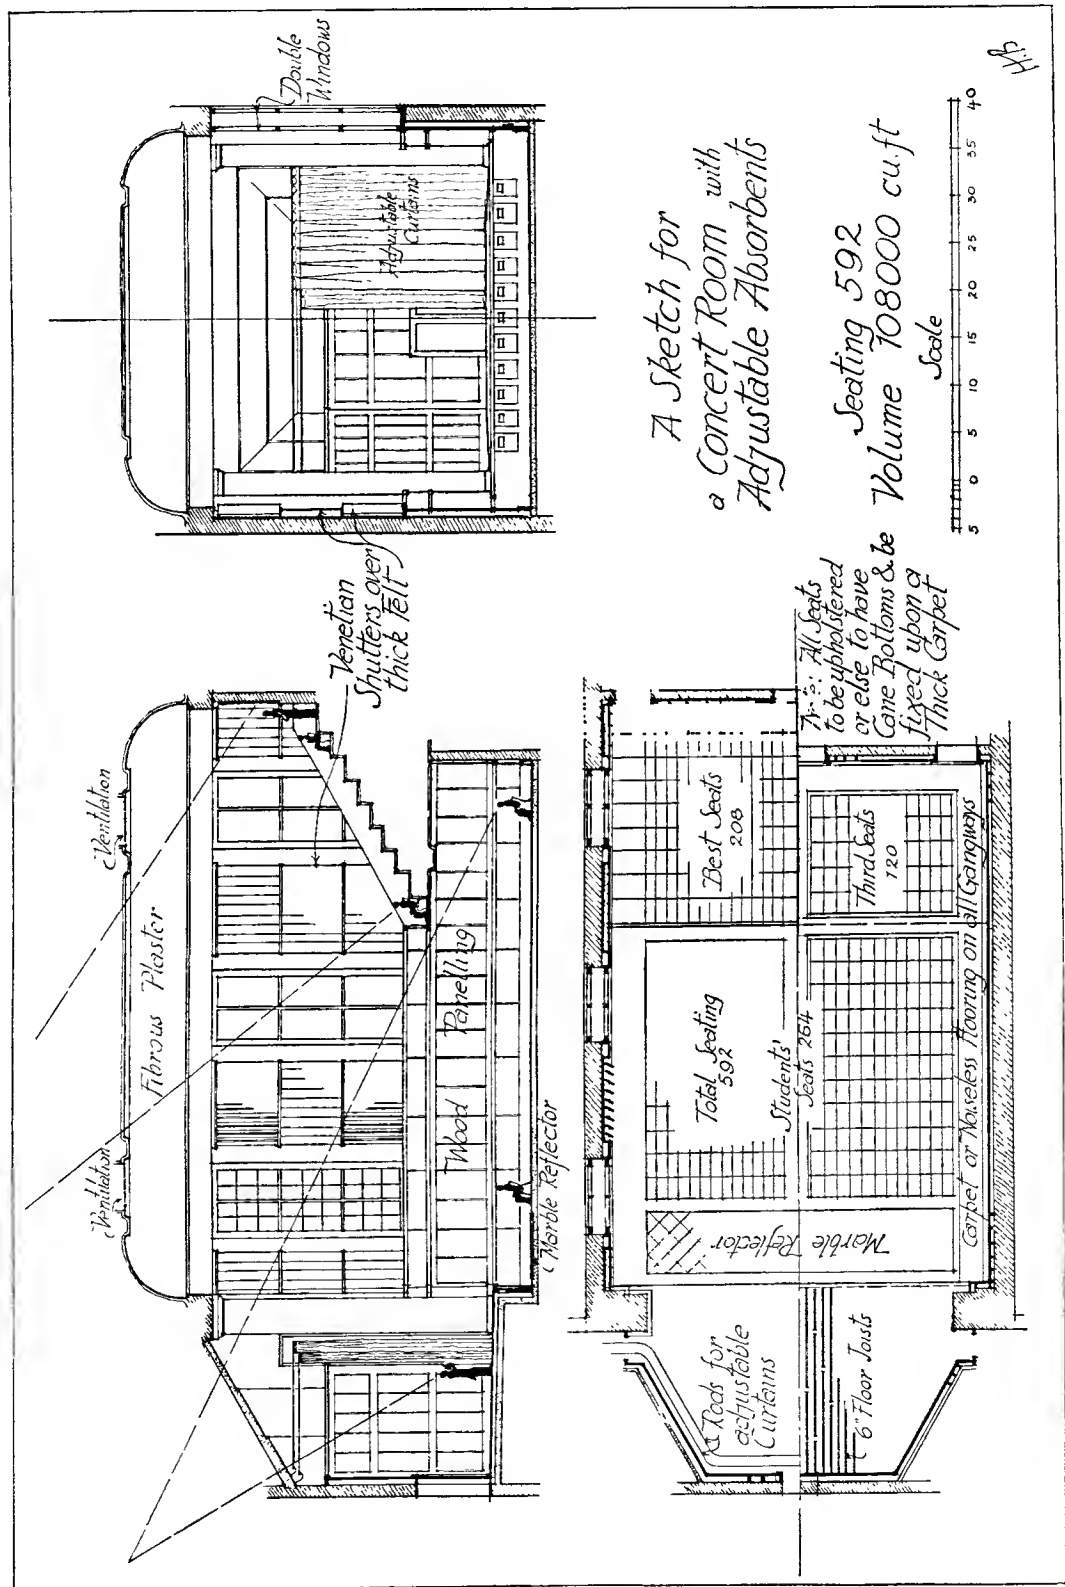 A Sketch for
a Concert Room with
Adjustable Absorbents
Seating 592
Volume 108000 cu.ft
Scale
5 0 5 10 15 20 25 30 35 40
Double
Windows
Adjustable
Curtains
Venetian
Shutters over
thick Felt
Ventilation
Ventilation
Fibrous Plaster
Wood Panelling
Marble Reflector
All Seats
to be upholstered
or else to have
Cane Bottoms & be
fixed upon a
Thick Carpet
Best Seats
208
Third Seats
120
Total Seating
592
Students'
Seats 264
Marble Reflector
Carpet or Noiseless Flooring on all Gangways
Rods for
adjustable
Curtains
6" Floor Joists